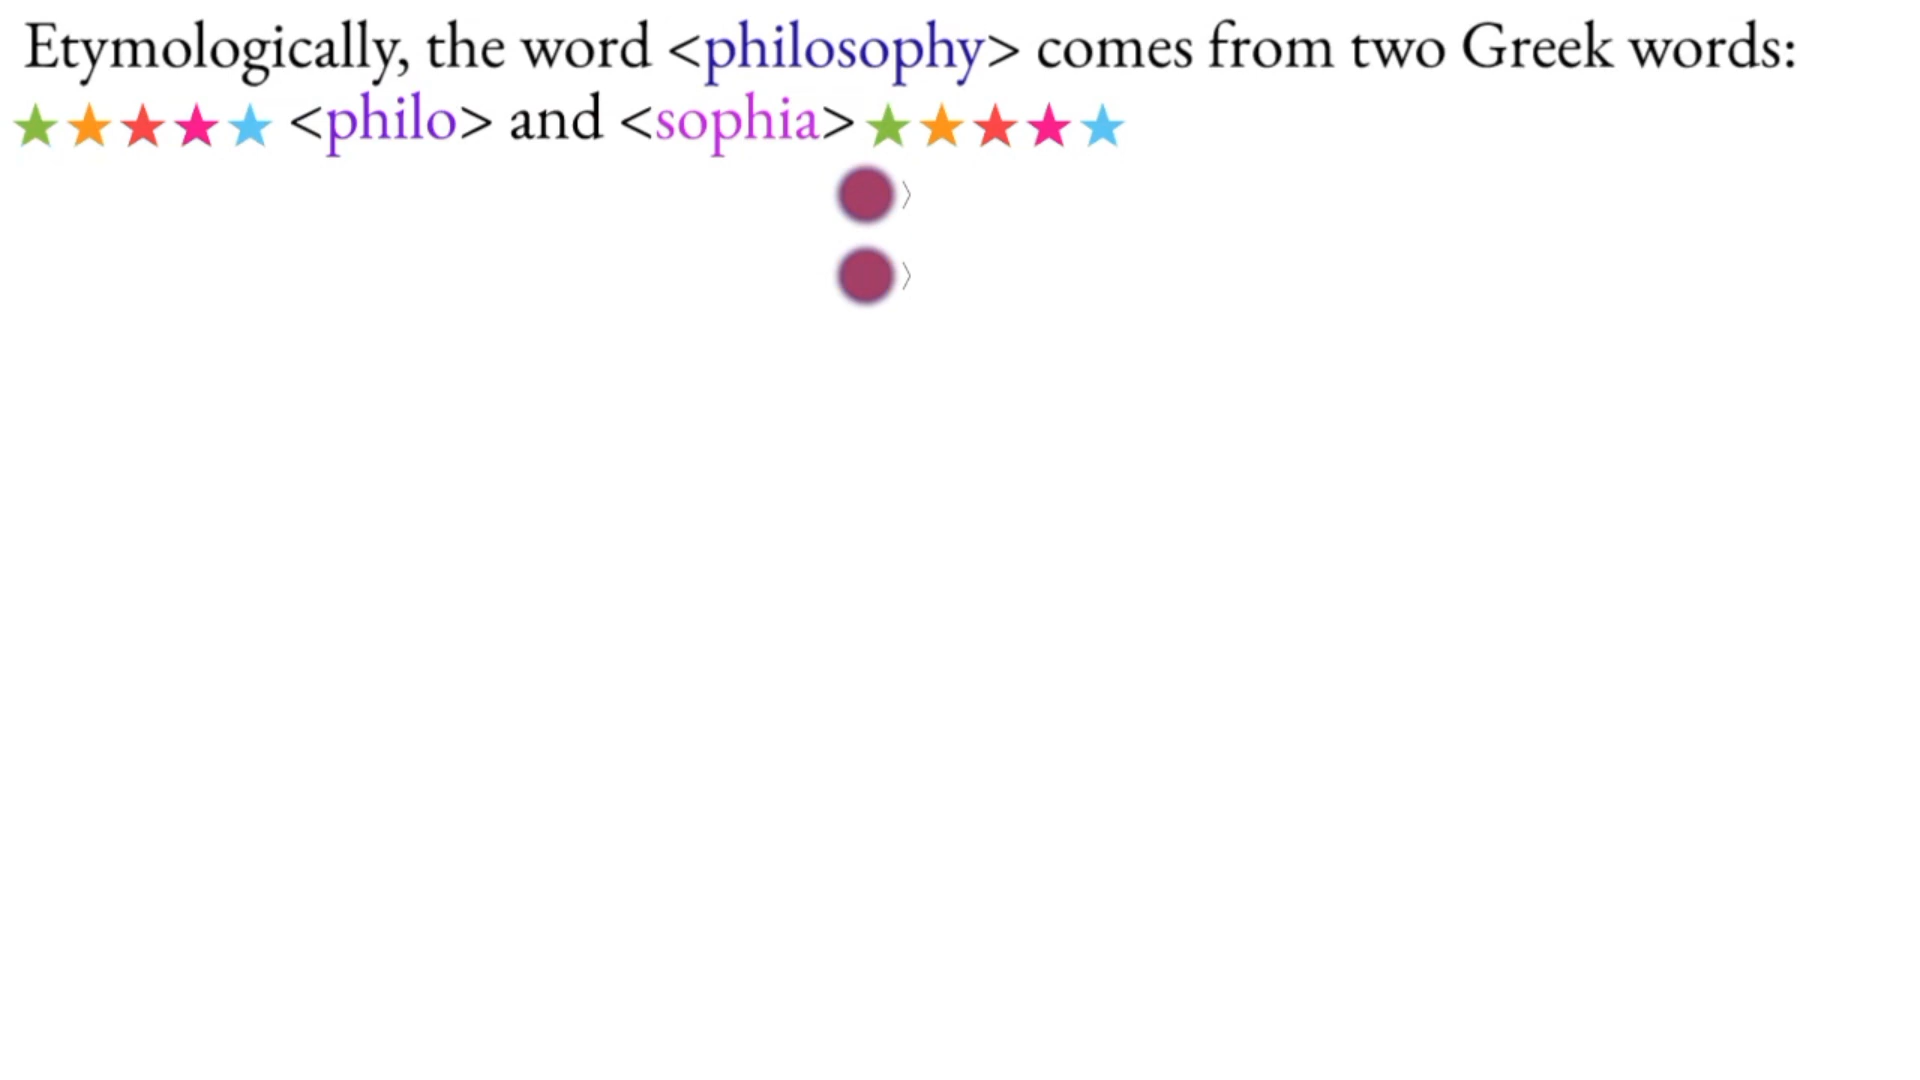 Etymologically, the word <philosophy> comes from two Greek words:
★★★★★ <philo> and <sophia>★★★★★
〉
〉